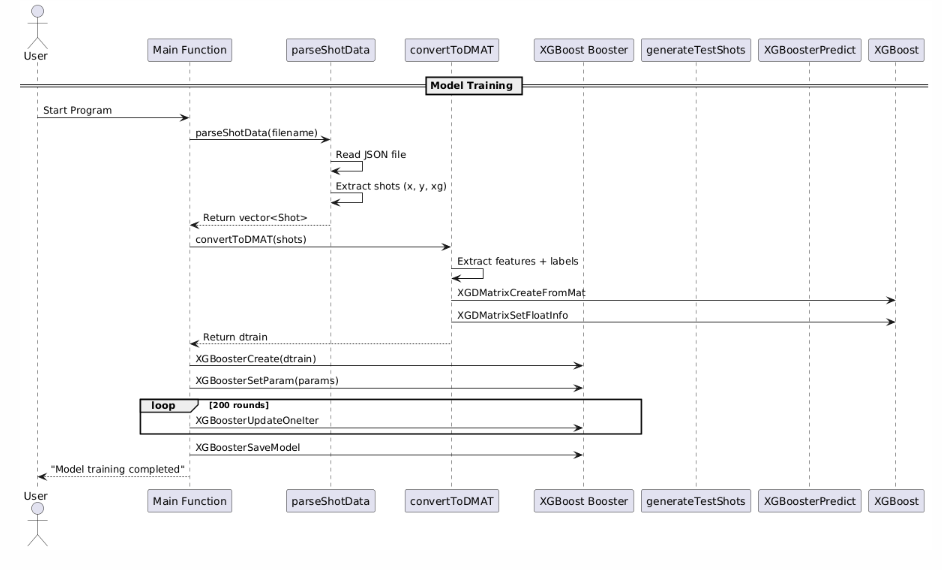 User
Main Function
parseShotData
convertToDMAT
XGBoost Booster
generateTestShots
XGBoosterPredict
XGBoost
Model Training
Start Program
parseShotData(filename)
Read JSON file
Extract shots (x, y, xg)
Return vector<Shot>
convertToDMAT(shots)
Extract features + labels
XGDMatrixCreateFromMat
XGDMatrixSetFloatInfo
Return dtrain
XGBoosterCreate(dtrain)
XGBoosterSetParam(params)
loop [200 rounds]
XGBoosterUpdateOneIter
XGBoosterSaveModel
"Model training completed"
User
Main Function
parseShotData
convertToDMAT
XGBoost Booster
generateTestShots
XGBoosterPredict
XGBoost